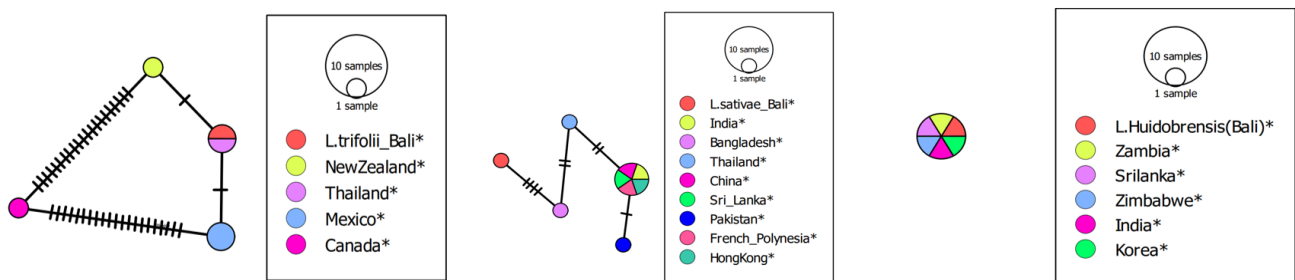 10 samples
1 sample
L.trifolii_Bali*
NewZealand*
Thailand*
Mexico*
Canada*
10 samples
1 sample
L.sativae_Bali*
India*
Bangladesh*
Thailand*
China*
Sri_Lanka*
Pakistan*
French_Polynesia*
HongKong*
10 samples
1 sample
L.Huidobrensis(Bali)*
Zambia*
Srilanka*
Zimbabwe*
India*
Korea*